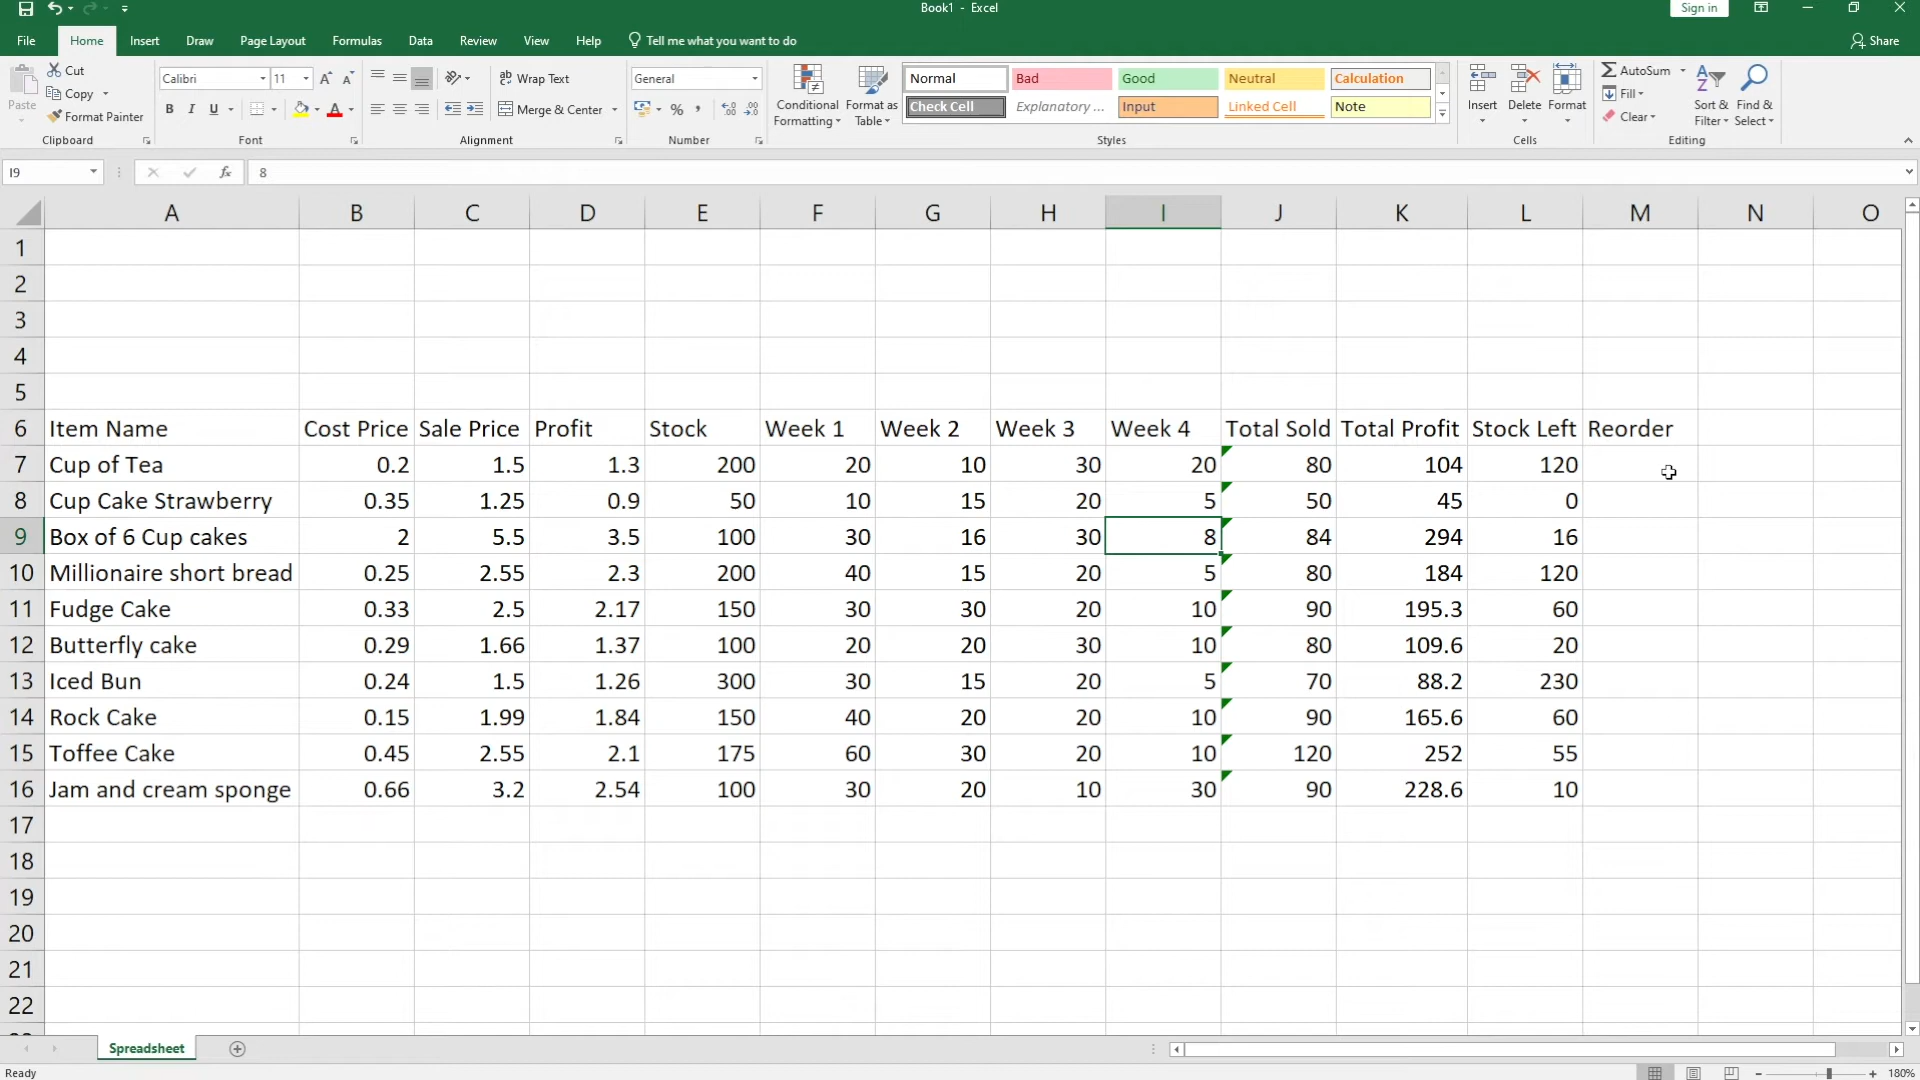 Book1 - Excel
Sign in
File Home Insert Draw Page Layout Formulas Data Review View Help Tell me what you want to do Share
Paste
Cut
Copy
Format Painter
Clipboard
Calibri 11
B I U
Font
Wrap Text
Merge & Center
Alignment
General
Number
Conditional Formatting
Format as Table
Normal Bad Good Neutral Calculation
Check Cell Explanatory ... Input Linked Cell Note
Styles
Insert Delete Format
Cells
AutoSum
Fill
Clear
Sort & Filter
Find & Select
Editing
I9 fx 8
A B C D E F G H I J K L M N O
1
2
3
4
5
6 Item Name Cost Price Sale Price Profit Stock Week 1 Week 2 Week 3 Week 4 Total Sold Total Profit Stock Left Reorder
7 Cup of Tea 0.2 1.5 1.3 200 20 10 30 20 80 104 120
8 Cup Cake Strawberry 0.35 1.25 0.9 50 10 15 20 5 50 45 0
9 Box of 6 Cup cakes 2 5.5 3.5 100 30 16 30 8 84 294 16
10 Millionaire short bread 0.25 2.55 2.3 200 40 15 20 5 80 184 120
11 Fudge Cake 0.33 2.5 2.17 150 30 30 20 10 90 195.3 60
12 Butterfly cake 0.29 1.66 1.37 100 20 20 30 10 80 109.6 20
13 Iced Bun 0.24 1.5 1.26 300 30 15 20 5 70 88.2 230
14 Rock Cake 0.15 1.99 1.84 150 40 20 20 10 90 165.6 60
15 Toffee Cake 0.45 2.55 2.1 175 60 30 20 10 120 252 55
16 Jam and cream sponge 0.66 3.2 2.54 100 30 20 10 30 90 228.6 10
17
18
19
20
21
22
Spreadsheet
Ready 180%